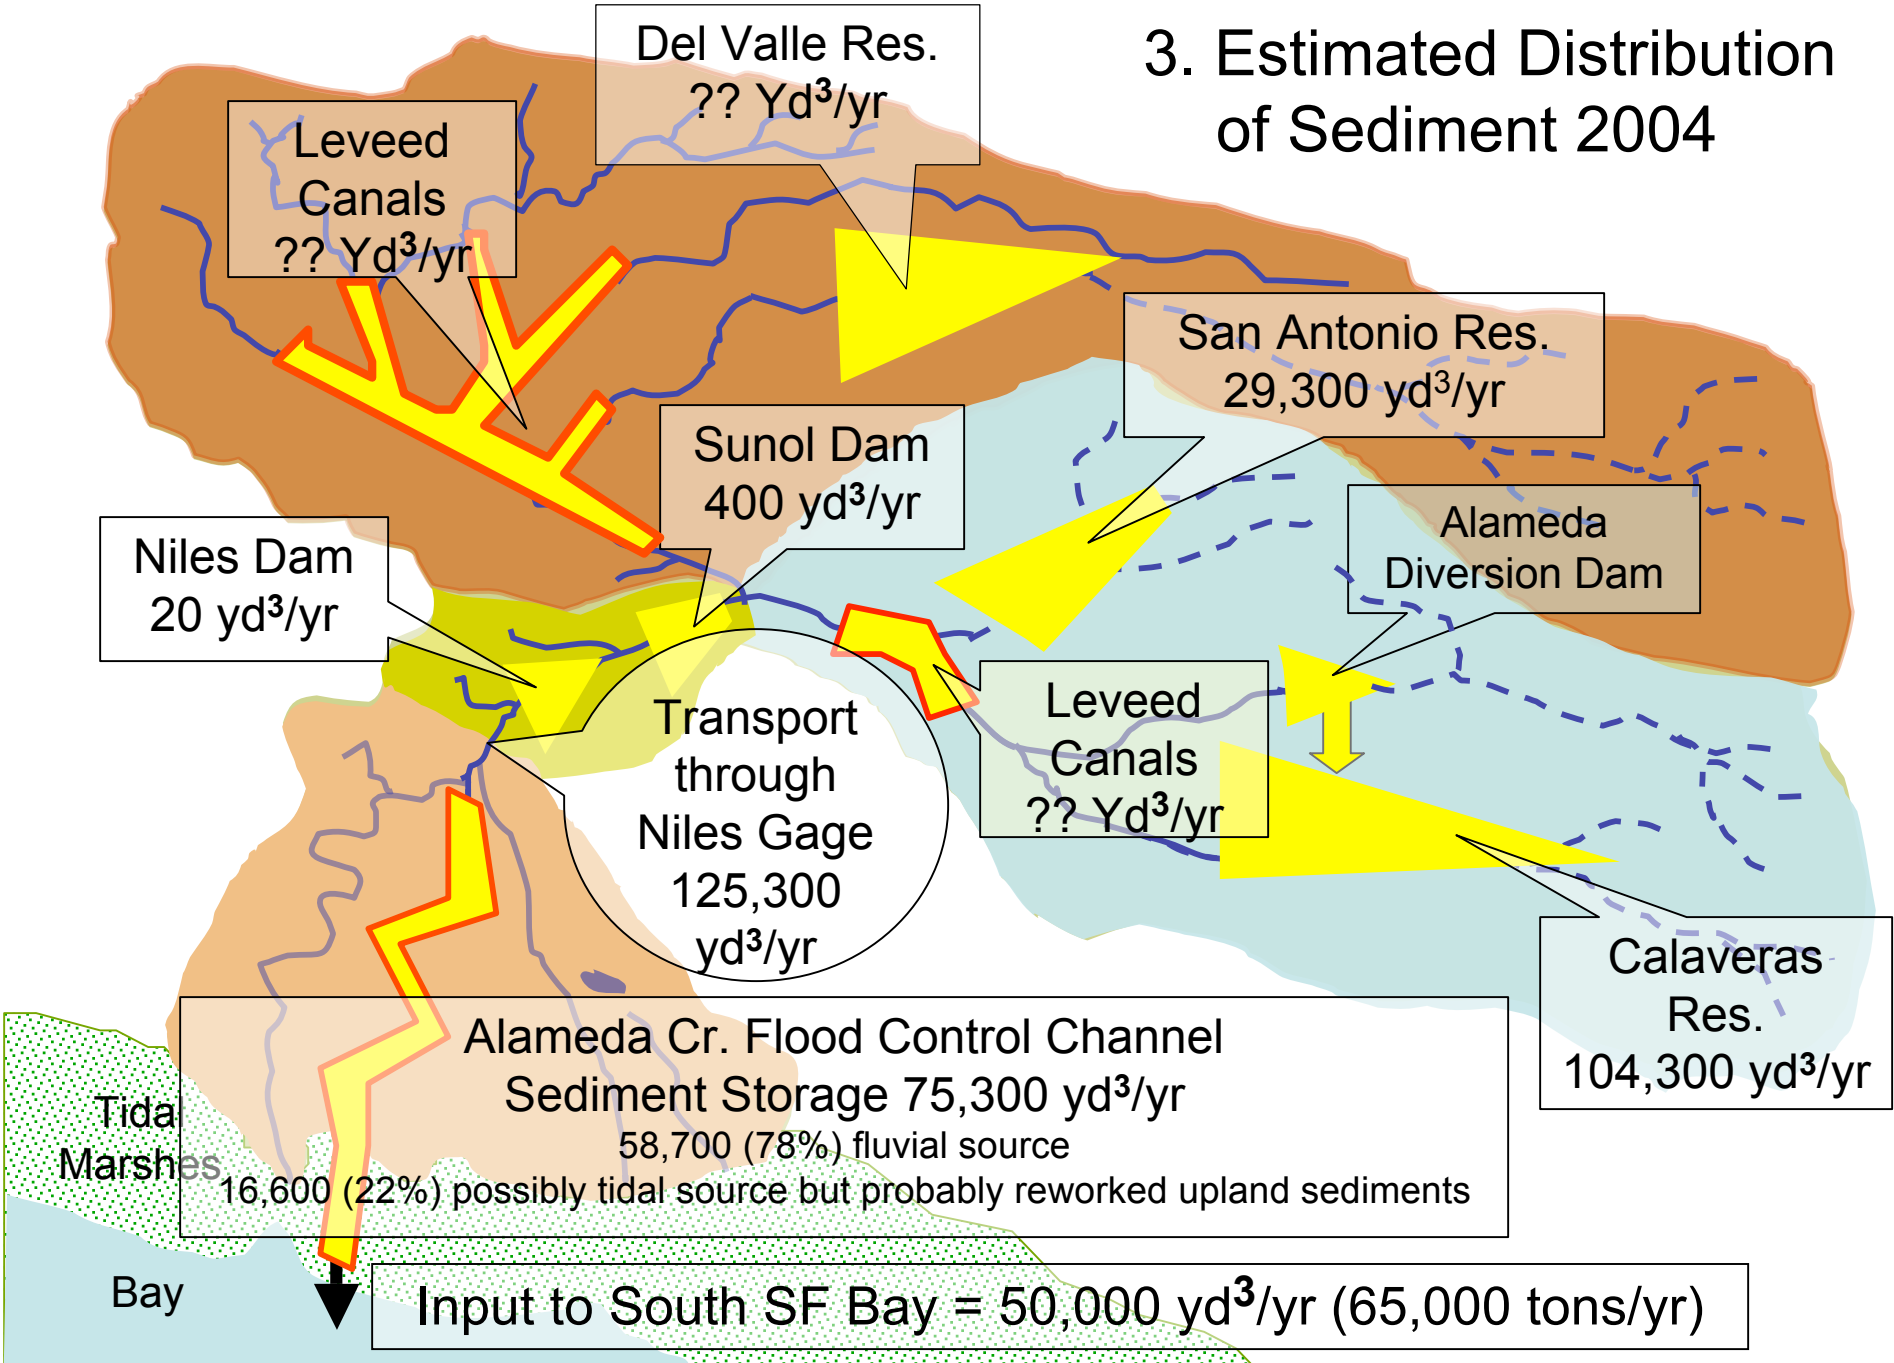 3. Estimated Distribution
of Sediment 2004
Del Valle Res.
?? Yd³/yr
Leveed
Canals
?? Yd³/yr
San Antonio Res.
29,300 yd³/yr
Sunol Dam
400 yd³/yr
Alameda
Diversion Dam
Niles Dam
20 yd³/yr
Transport
through
Niles Gage
125,300
yd³/yr
Leveed
Canals
?? Yd³/yr
Calaveras
Res.
104,300 yd³/yr
Alameda Cr. Flood Control Channel
Sediment Storage 75,300 yd³/yr
58,700 (78%) fluvial source
16,600 (22%) possibly tidal source but probably reworked upland sediments
Tidal
Marshes
Bay
Input to South SF Bay = 50,000 yd³/yr (65,000 tons/yr)